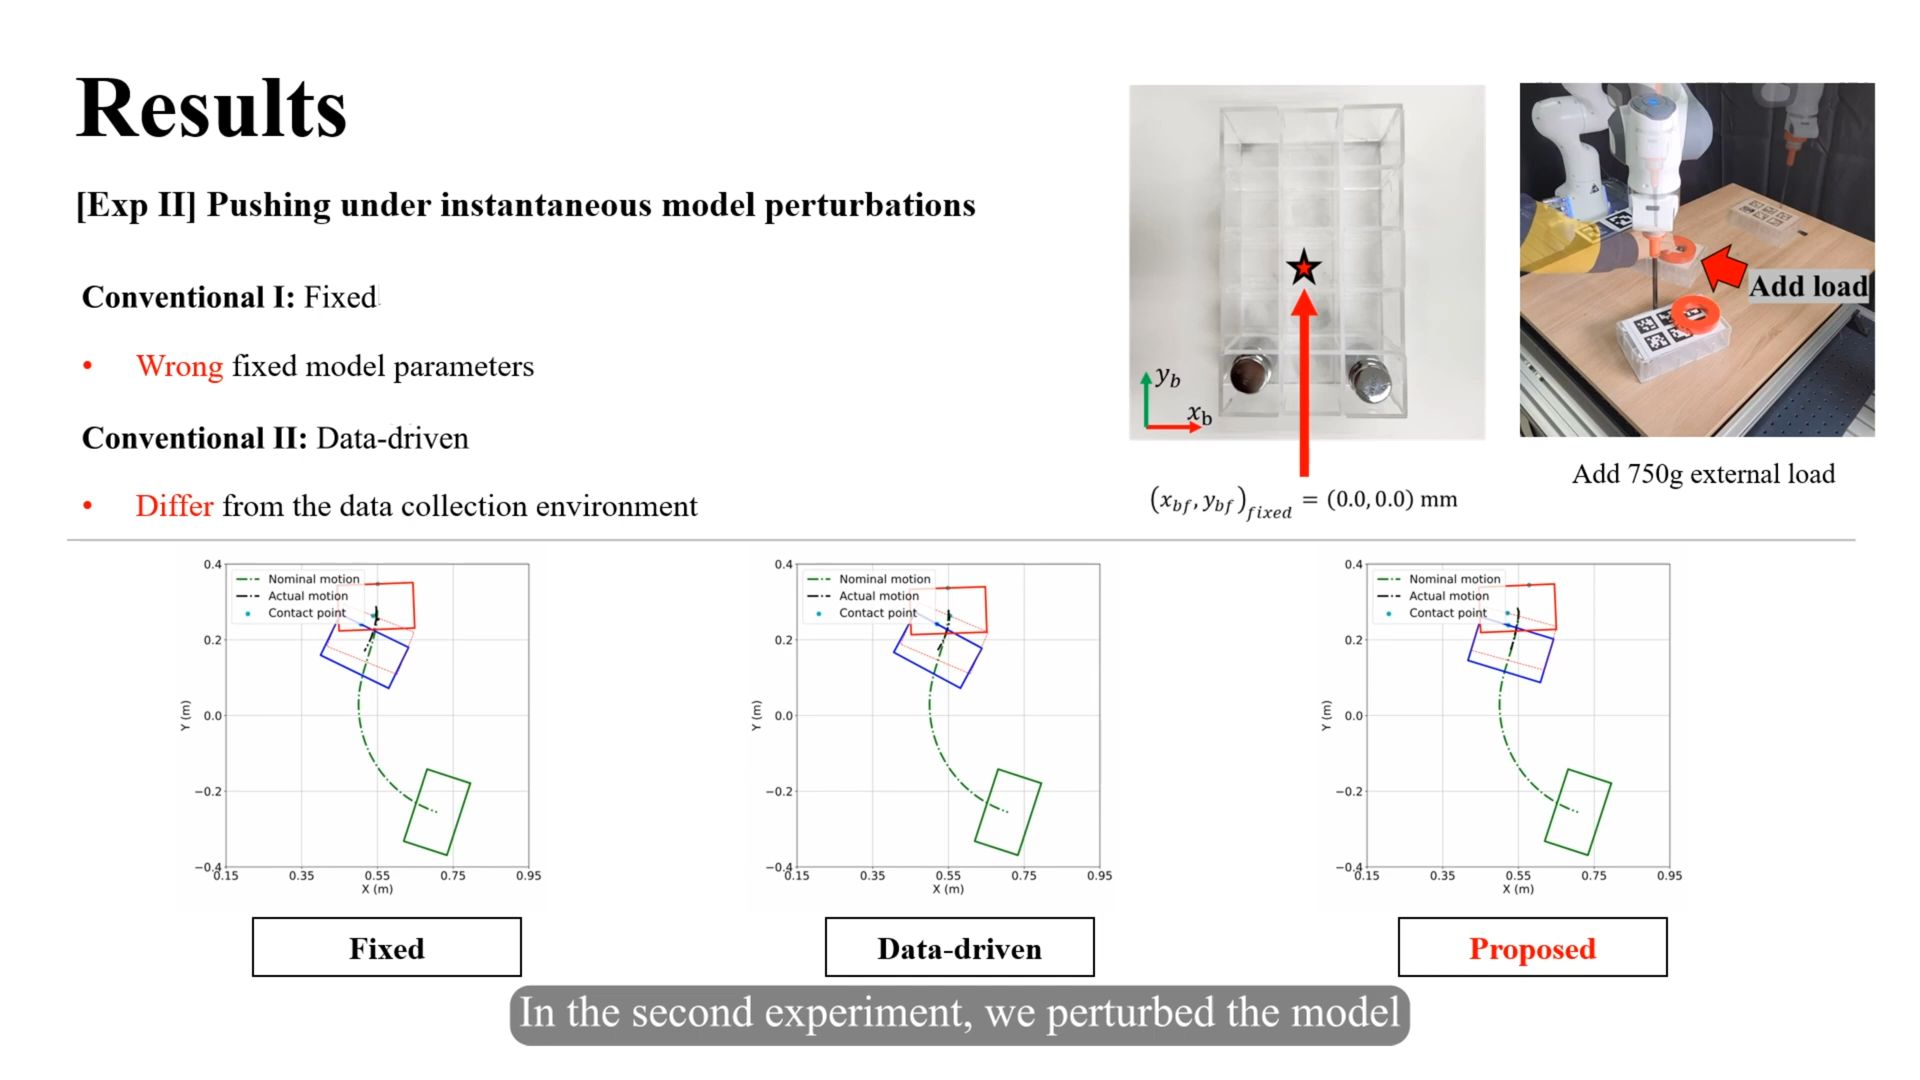 Results
[Exp II] Pushing under instantaneous model perturbations
Conventional I: Fixed
• Wrong fixed model parameters
Conventional II: Data-driven
• Differ from the data collection environment
y_b
x_b
(x_bf, y_bf)_fixed = (0.0, 0.0) mm
Add load
Add 750g external load
Nominal motion
Actual motion
Contact point
0.4
0.2
0.0
−0.2
−0.4
Y (m)
0.15 0.35 0.55 0.75 0.95
X (m)
Fixed
Nominal motion
Actual motion
Contact point
0.4
0.2
0.0
−0.2
−0.4
Y (m)
0.15 0.35 0.55 0.75 0.95
X (m)
Data-driven
Nominal motion
Actual motion
Contact point
0.4
0.2
0.0
−0.2
−0.4
Y (m)
0.15 0.35 0.55 0.75 0.95
X (m)
Proposed
In the second experiment, we perturbed the model